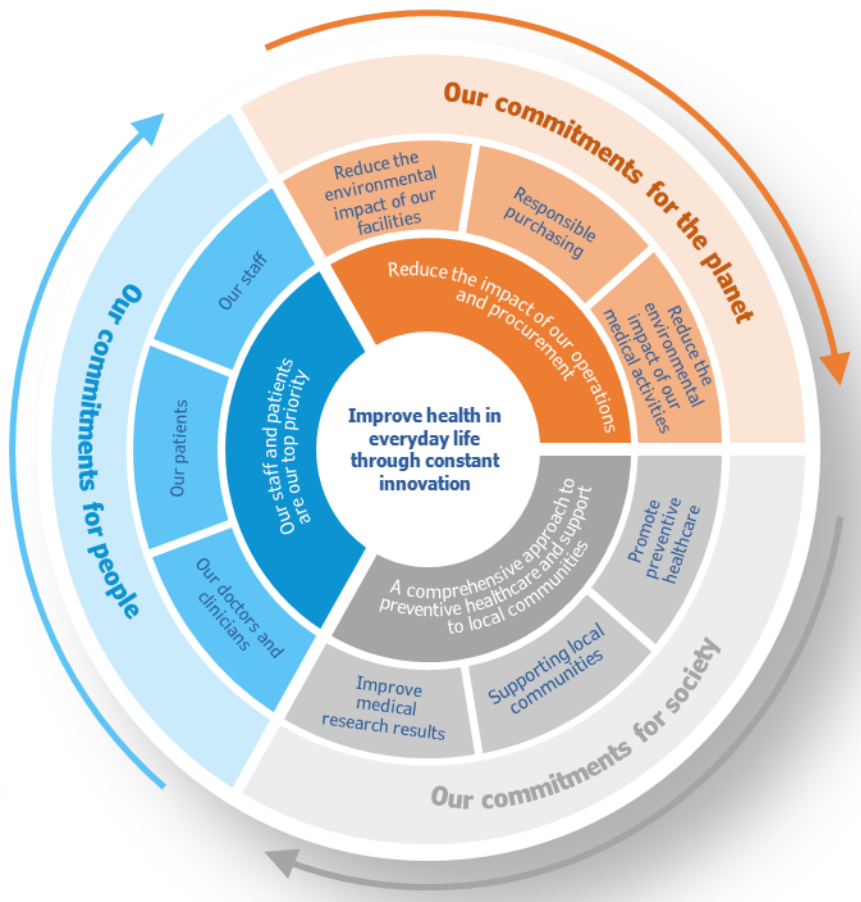 Our commitments for the planet
Reduce the
environmental
impact of our
facilities
Responsible
purchasing
Reduce the
environmental
impact of our
medical activities
Reduce the impact of our operations
and procurement
Our commitments for people
Our staff
Our patients
Our doctors and
clinicians
Our staff and patients
are our top priority
Improve health in
everyday life
through constant
innovation
A comprehensive approach to
preventive healthcare and support
to local communities
Promote
preventive
healthcare
Supporting local
communities
Improve
medical
research results
Our commitments for society